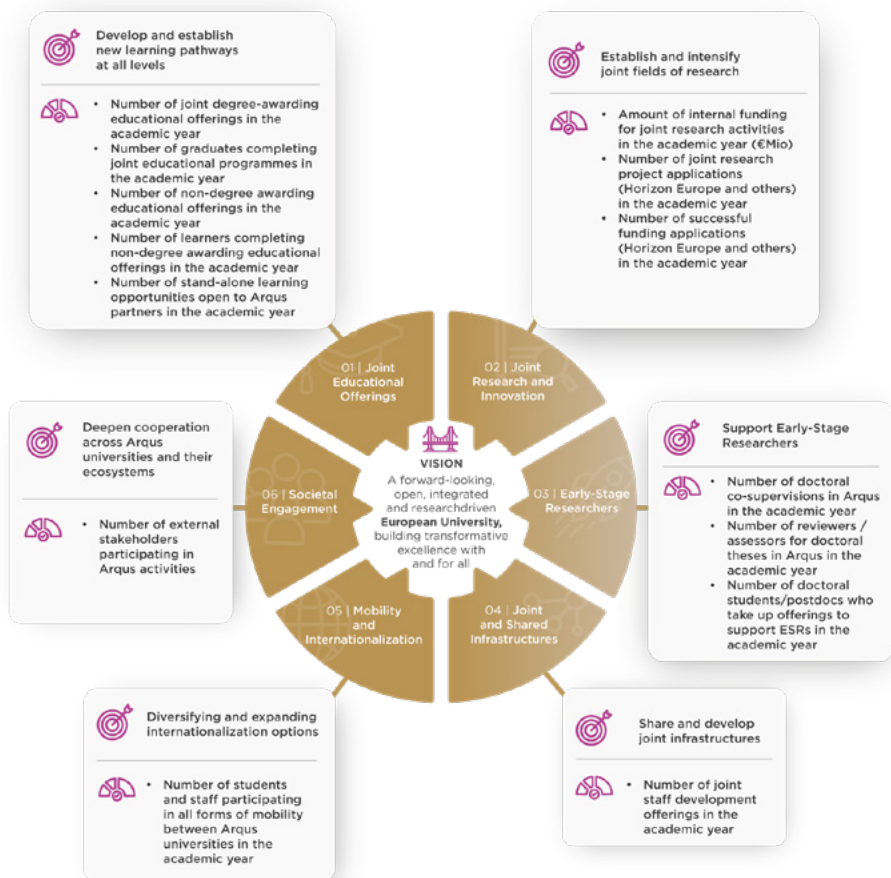 Develop and establish
new learning pathways
at all levels
• Number of joint degree-awarding
educational offerings in the
academic year
• Number of graduates completing
joint educational programmes in
the academic year
• Number of non-degree awarding
educational offerings in the
academic year
• Number of learners completing
non-degree awarding educational
offerings in the academic year
• Number of stand-alone learning
opportunities open to Arqus
partners in the academic year
Establish and intensify
joint fields of research
• Amount of internal funding
for joint research activities
in the academic year (€Mio)
• Number of joint research
project applications
(Horizon Europe and others)
in the academic year
• Number of successful
funding applications
(Horizon Europe and others)
in the academic year
01 | Joint
Educational
Offerings
02 | Joint
Research and
Innovation
Deepen cooperation
across Arqus
universities and their
ecosystems
• Number of external
stakeholders
participating in
Arqus activities
06 | Societal
Engagement
VISION
A forward-looking,
open, integrated
and researchdriven
European University,
building transformative
excellence with
and for all
03 | Early-Stage
Researchers
Support Early-Stage
Researchers
• Number of doctoral
co-supervisions in Arqus
in the academic year
• Number of reviewers /
assessors for doctoral
theses in Arqus in the
academic year
• Number of doctoral
students/postdocs who
take up offerings to
support ESRs in the
academic year
05 | Mobility
and
Internationalization
04 | Joint
and Shared
Infrastructures
Diversifying and expanding
internationalization options
• Number of students
and staff participating
in all forms of mobility
between Arqus
universities in the
academic year
Share and develop
joint infrastructures
• Number of joint
staff development
offerings in the
academic year